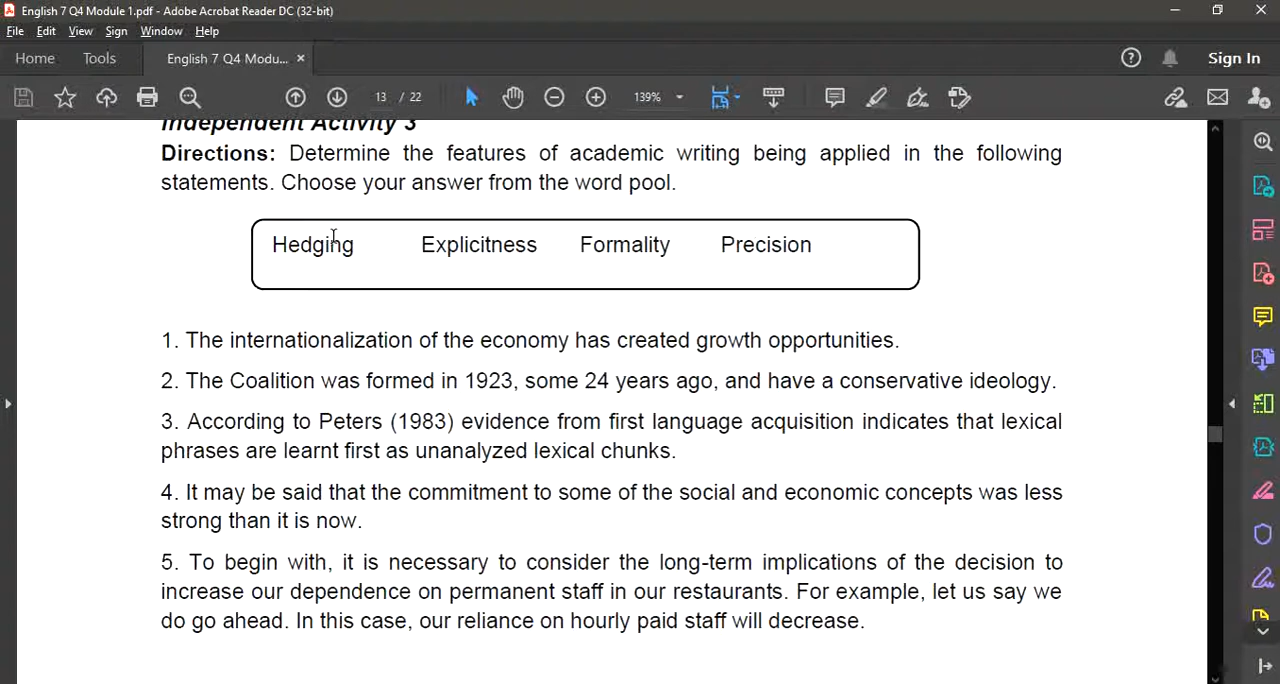 English 7 Q4 Module 1.pdf - Adobe Acrobat Reader DC (32-bit)
File Edit View Sign Window Help
Home Tools English 7 Q4 Modu... × Sign In
13 / 22 139%
Independent Activity 3
Directions: Determine the features of academic writing being applied in the following
statements. Choose your answer from the word pool.
Hedging Explicitness Formality Precision
1. The internationalization of the economy has created growth opportunities.
2. The Coalition was formed in 1923, some 24 years ago, and have a conservative ideology.
3. According to Peters (1983) evidence from first language acquisition indicates that lexical
phrases are learnt first as unanalyzed lexical chunks.
4. It may be said that the commitment to some of the social and economic concepts was less
strong than it is now.
5. To begin with, it is necessary to consider the long-term implications of the decision to
increase our dependence on permanent staff in our restaurants. For example, let us say we
do go ahead. In this case, our reliance on hourly paid staff will decrease.